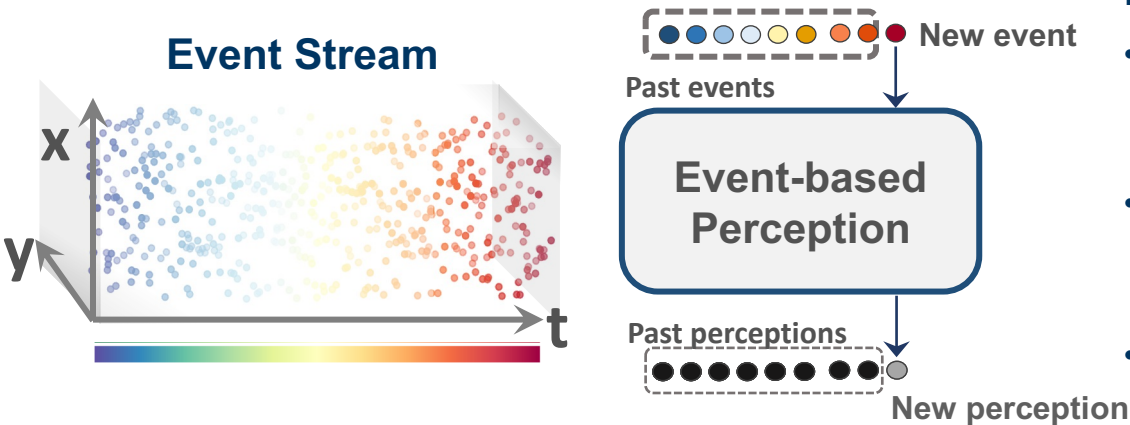 Event Stream
x
y
t
New event
Past events
Event-based
Perception
Past perceptions
New perception